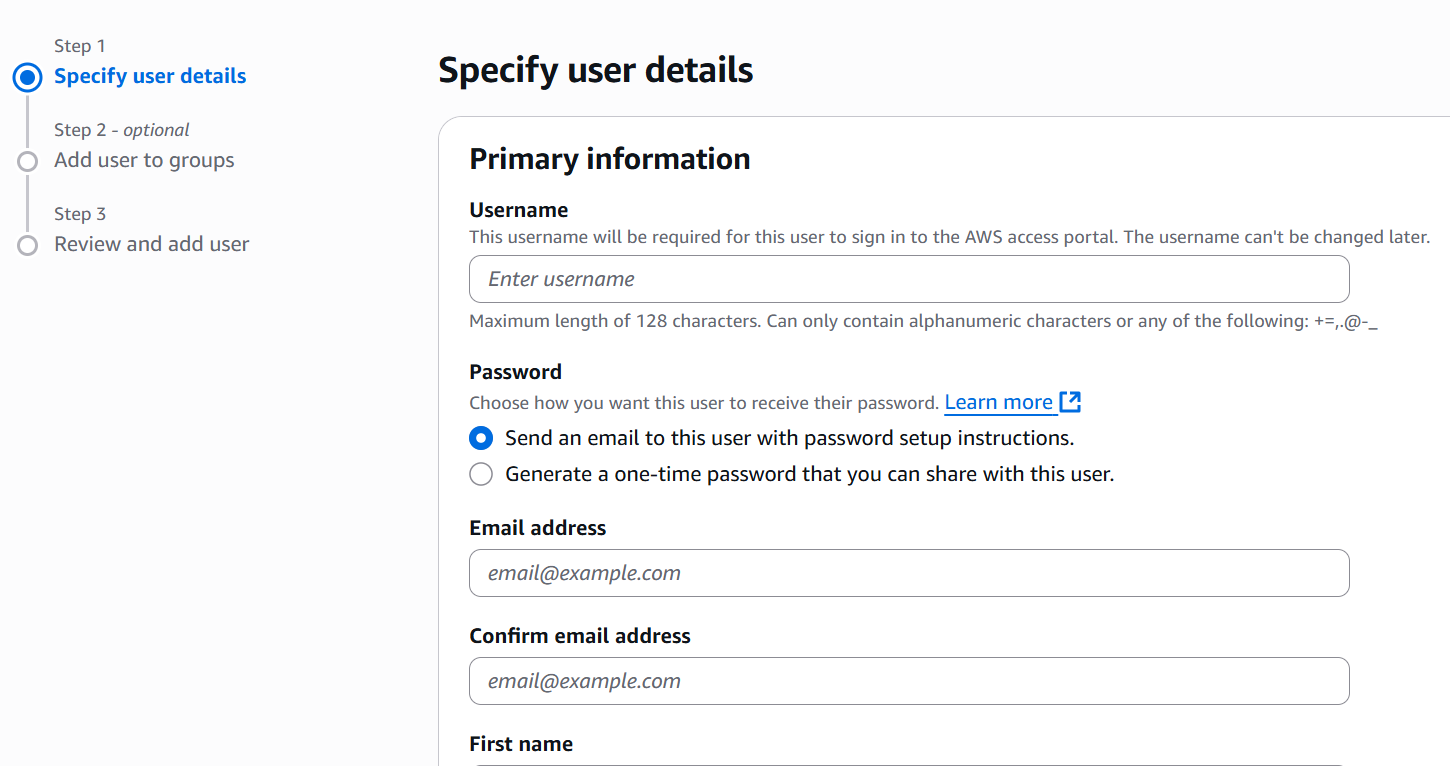 Step 1
Specify user details
Step 2 - optional
Add user to groups
Step 3
Review and add user
Specify user details
Primary information
Username
This username will be required for this user to sign in to the AWS access portal. The username can't be changed later.
Enter username
Maximum length of 128 characters. Can only contain alphanumeric characters or any of the following: +=,.@-_
Password
Choose how you want this user to receive their password. Learn more
Send an email to this user with password setup instructions.
Generate a one-time password that you can share with this user.
Email address
email@example.com
Confirm email address
email@example.com
First name